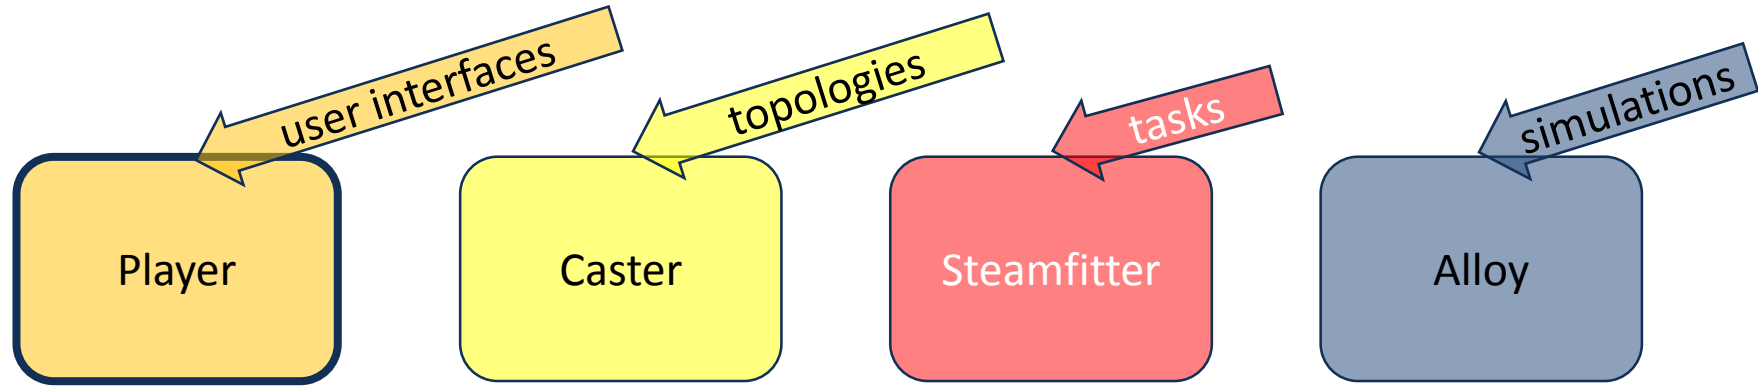 user interfaces
topologies
tasks
simulations
Player
Caster
Steamfitter
Alloy